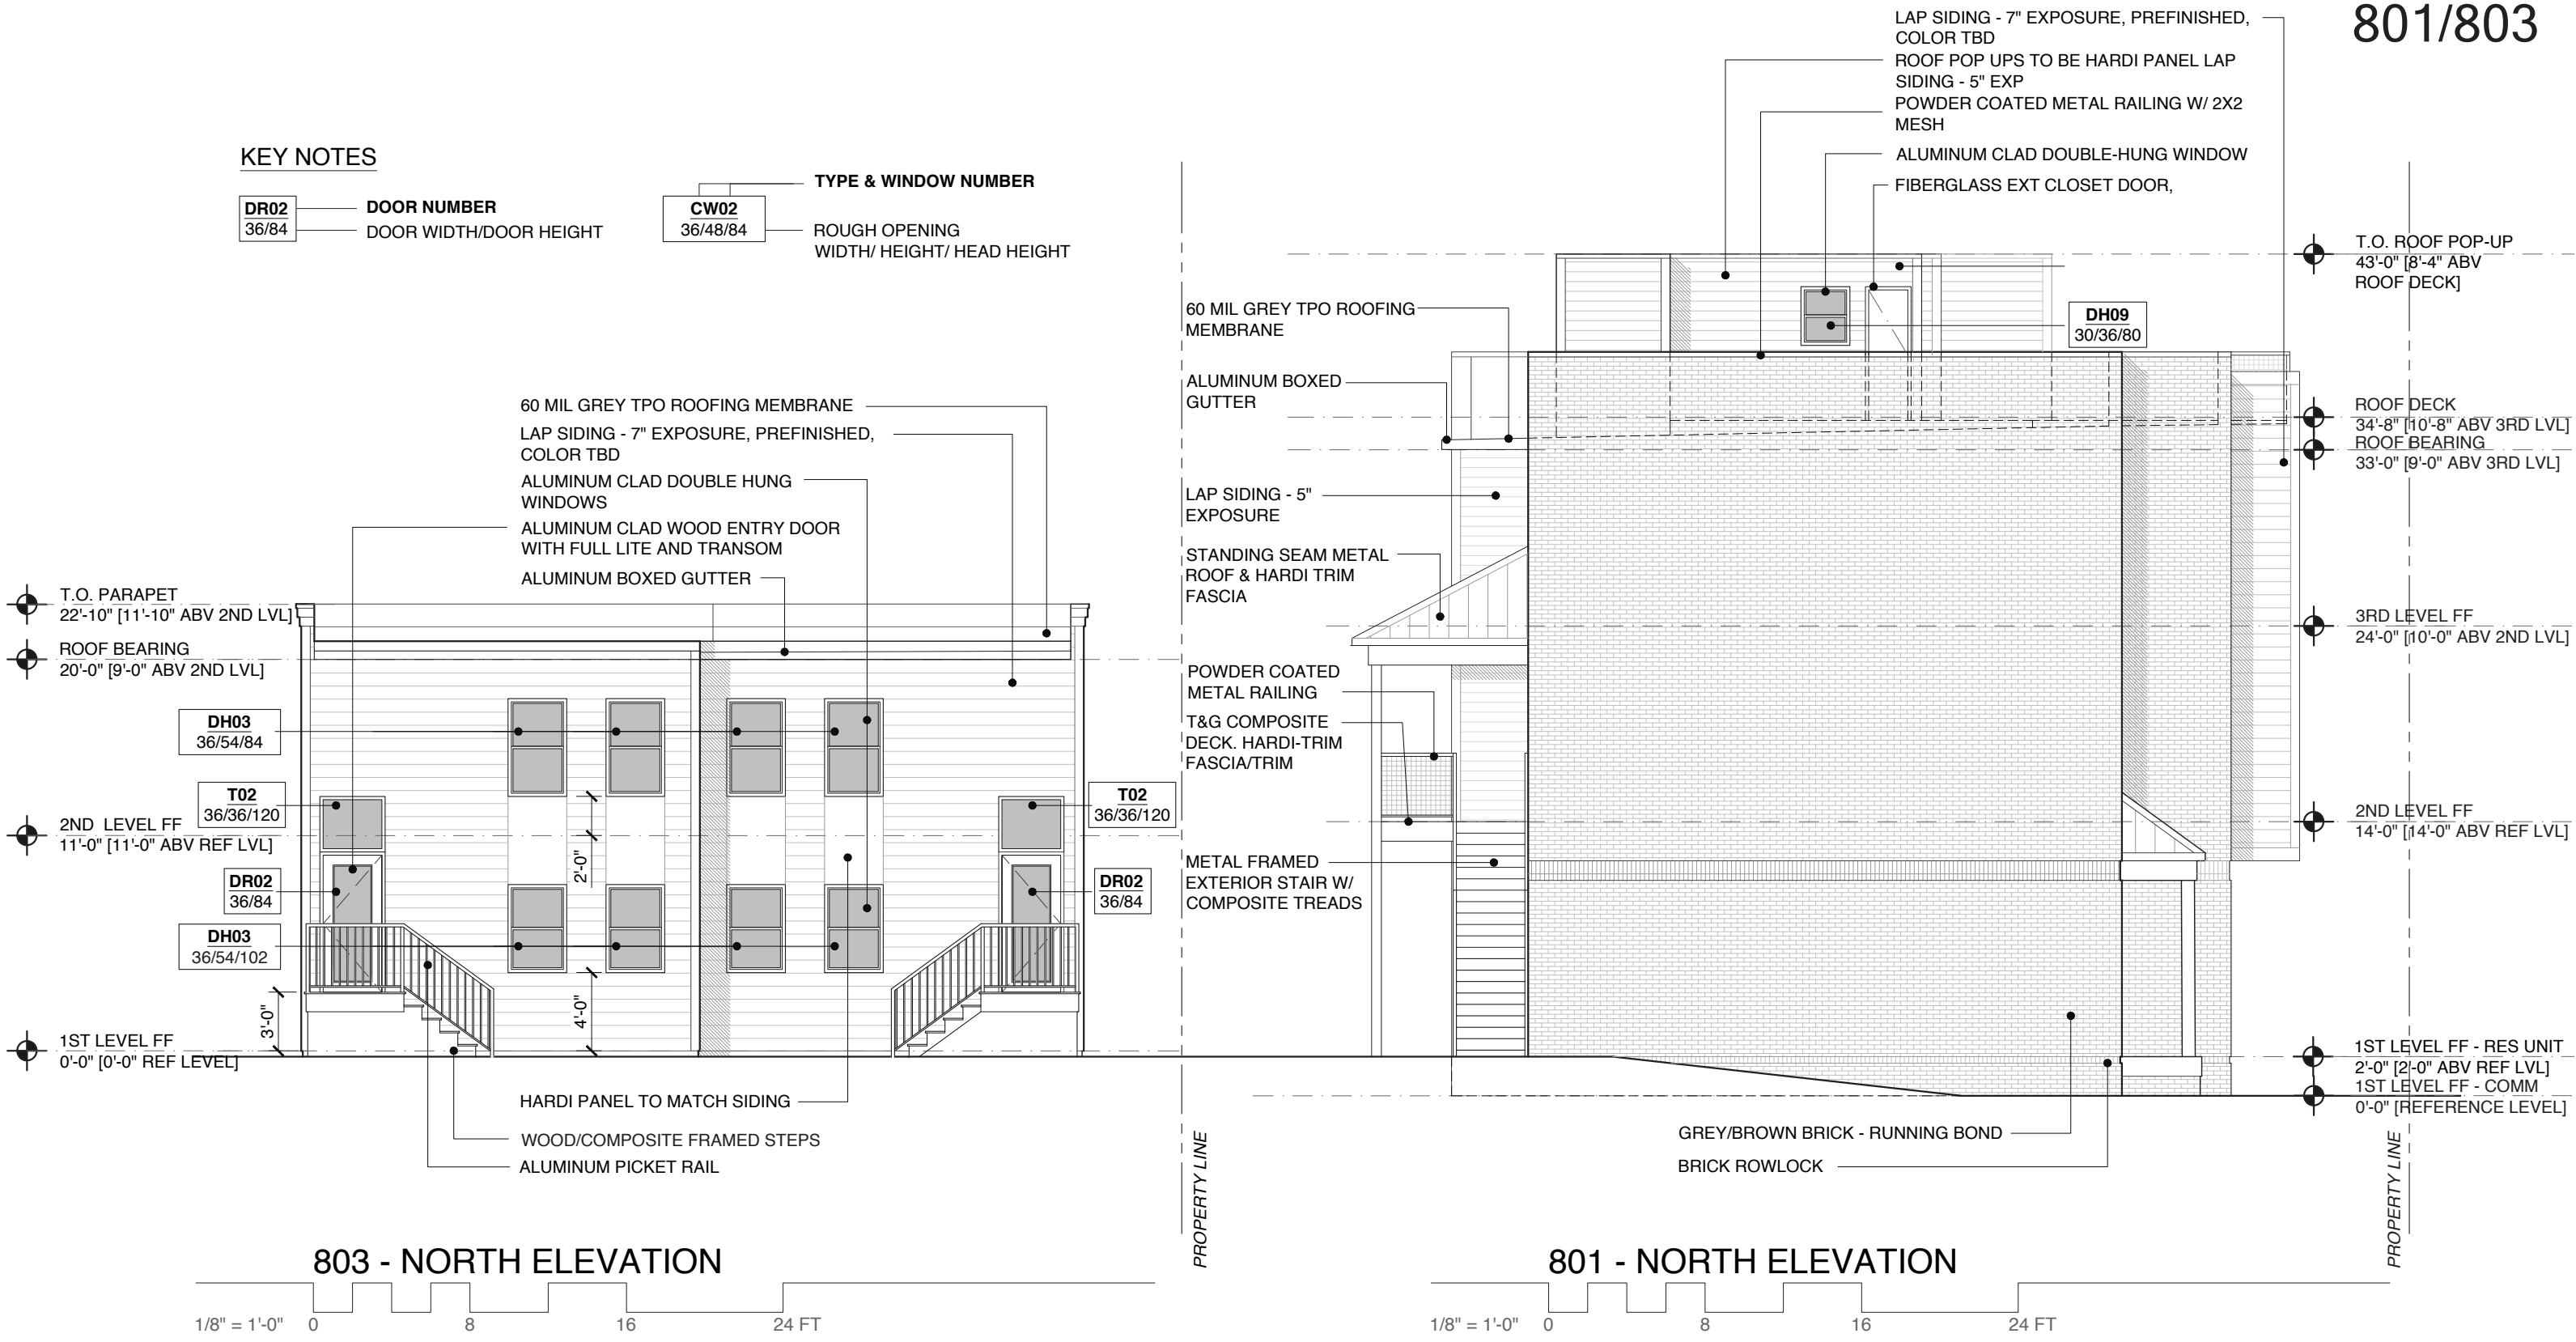 801/803
LAP SIDING - 7" EXPOSURE, PREFINISHED,
COLOR TBD
ROOF POP UPS TO BE HARDI PANEL LAP
SIDING - 5" EXP
POWDER COATED METAL RAILING W/ 2X2
MESH
ALUMINUM CLAD DOUBLE-HUNG WINDOW
FIBERGLASS EXT CLOSET DOOR,
KEY NOTES
DR02
36/84
DOOR NUMBER
DOOR WIDTH/DOOR HEIGHT
CW02
36/48/84
TYPE & WINDOW NUMBER
ROUGH OPENING
WIDTH/ HEIGHT/ HEAD HEIGHT
60 MIL GREY TPO ROOFING MEMBRANE
LAP SIDING - 7" EXPOSURE, PREFINISHED,
COLOR TBD
ALUMINUM CLAD DOUBLE HUNG
WINDOWS
ALUMINUM CLAD WOOD ENTRY DOOR
WITH FULL LITE AND TRANSOM
ALUMINUM BOXED GUTTER
T.O. PARAPET
22'-10" [11'-10" ABV 2ND LVL]
ROOF BEARING
20'-0" [9'-0" ABV 2ND LVL]
DH03
36/54/84
T02
36/36/120
2ND LEVEL FF
11'-0" [11'-0" ABV REF LVL]
DR02
36/84
DH03
36/54/102
1ST LEVEL FF
0'-0" [0'-0" REF LEVEL]
3'-0"
2'-0"
4'-0"
T02
36/36/120
DR02
36/84
HARDI PANEL TO MATCH SIDING
WOOD/COMPOSITE FRAMED STEPS
ALUMINUM PICKET RAIL
PROPERTY LINE
803 - NORTH ELEVATION
1/8" = 1'-0" 0 8 16 24 FT
60 MIL GREY TPO ROOFING
MEMBRANE
ALUMINUM BOXED
GUTTER
LAP SIDING - 5"
EXPOSURE
STANDING SEAM METAL
ROOF & HARDI TRIM
FASCIA
POWDER COATED
METAL RAILING
T&G COMPOSITE
DECK. HARDI-TRIM
FASCIA/TRIM
METAL FRAMED
EXTERIOR STAIR W/
COMPOSITE TREADS
DH09
30/36/80
T.O. ROOF POP-UP
43'-0" [8'-4" ABV
ROOF DECK]
ROOF DECK
34'-8" [10'-8" ABV 3RD LVL]
ROOF BEARING
33'-0" [9'-0" ABV 3RD LVL]
3RD LEVEL FF
24'-0" [10'-0" ABV 2ND LVL]
2ND LEVEL FF
14'-0" [14'-0" ABV REF LVL]
1ST LEVEL FF - RES UNIT
2'-0" [2'-0" ABV REF LVL]
1ST LEVEL FF - COMM
0'-0" [REFERENCE LEVEL]
GREY/BROWN BRICK - RUNNING BOND
BRICK ROWLOCK
PROPERTY LINE
801 - NORTH ELEVATION
1/8" = 1'-0" 0 8 16 24 FT